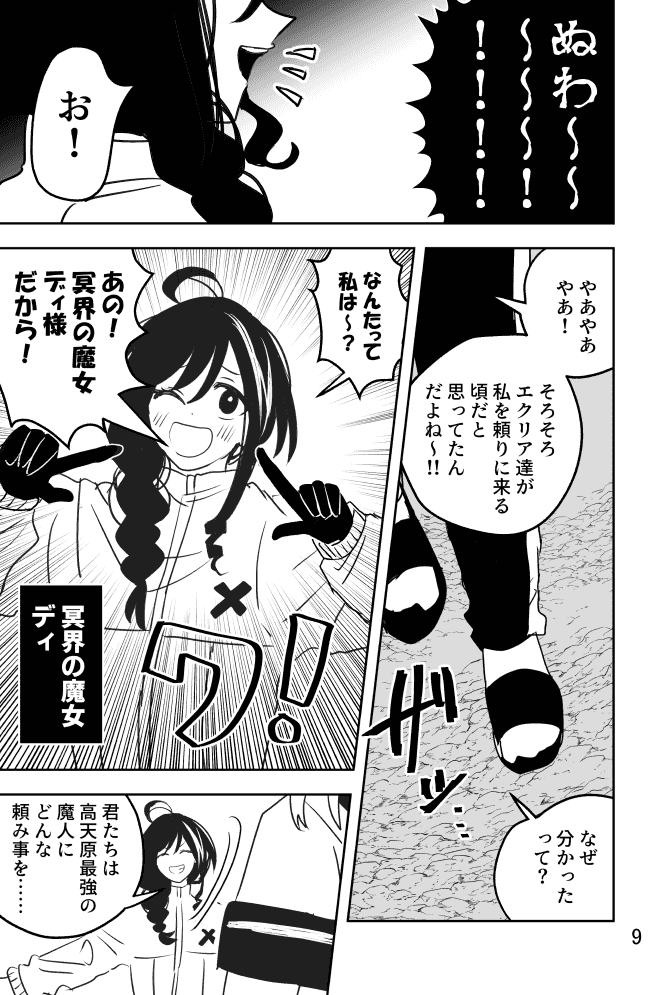 ぬわ〜〜
〜〜〜！
！！！！
お！
やあやあ
やあ！
そろそろ
エクリア達が
私を頼りに来る
頃だと
思ってたん
だよね〜!!
ザッ…
なぜ
分かった
って？
なんたって
私は〜？
あの！
冥界の魔女
ディ様
だから！
ワ！
冥界の魔女
ディ
君たちは
高天原最強の
魔人に
どんな
頼み事を……
9